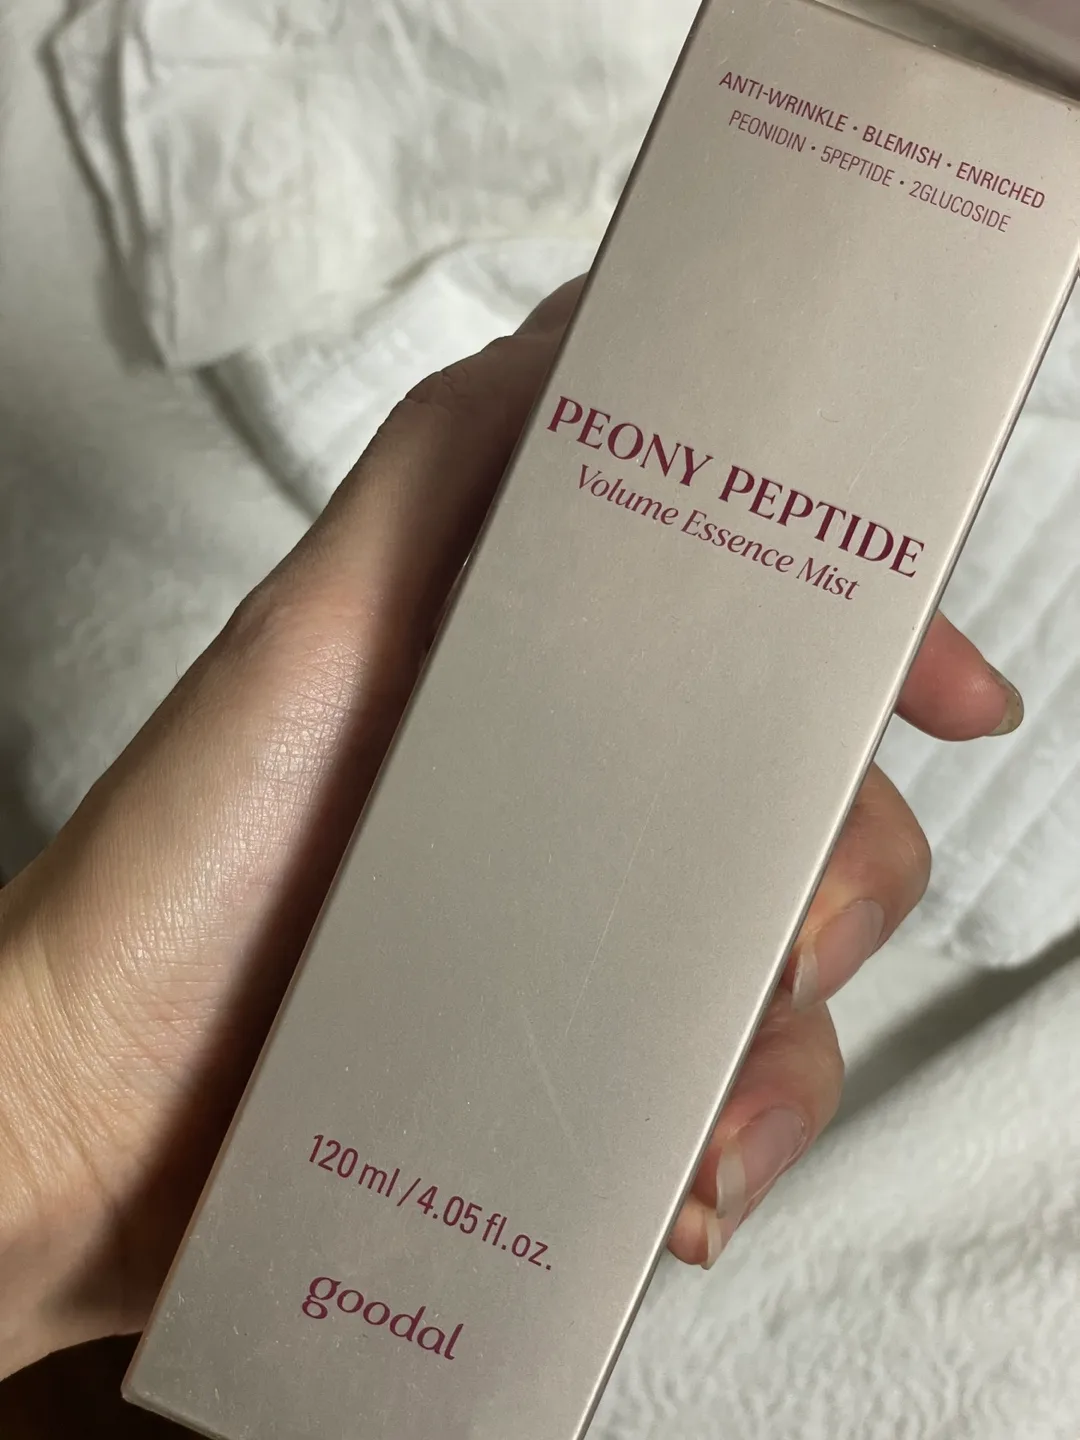 ANTI-WRINKLE · BLEMISH · ENRICHED
PEONIDIN · 5PEPTIDE · 2GLUCOSIDE
PEONY PEPTIDE
Volume Essence Mist
120 ml / 4.05 fl.oz.
goodal